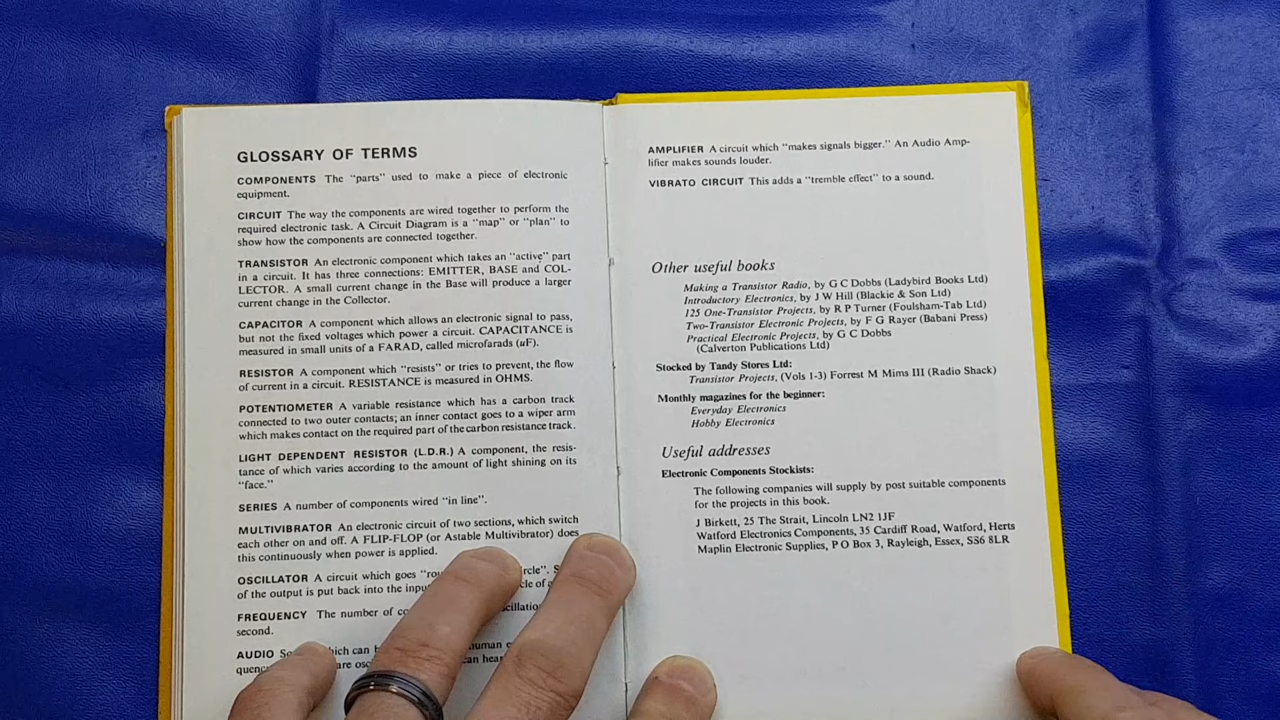 GLOSSARY OF TERMS
COMPONENTS The "parts" used to make a piece of electronic
equipment.
CIRCUIT The way the components are wired together to perform the
required electronic task. A Circuit Diagram is a "map" or "plan" to
show how the components are connected together.
TRANSISTOR An electronic component which takes an "active" part
in a circuit. It has three connections: EMITTER, BASE and COL-
LECTOR. A small current change in the Base will produce a larger
current change in the Collector.
CAPACITOR A component which allows an electronic signal to pass,
but not the fixed voltages which power a circuit. CAPACITANCE is
measured in small units of a FARAD, called microfarads (uF).
RESISTOR A component which "resists" or tries to prevent, the flow
of current in a circuit. RESISTANCE is measured in OHMS.
POTENTIOMETER A variable resistance which has a carbon track
connected to two outer contacts; an inner contact goes to a wiper arm
which makes contact on the required part of the carbon resistance track.
LIGHT DEPENDENT RESISTOR (L.D.R.) A component, the resis-
tance of which varies according to the amount of light shining on its
"face."
SERIES A number of components wired "in line".
MULTIVIBRATOR An electronic circuit of two sections, which switch
each other on and off. A FLIP-FLOP (or Astable Multivibrator) does
this continuously when power is applied.
OSCILLATOR A circuit which goes
of the output is put back into the
FREQUENCY The number of
second.
AUDIO
AMPLIFIER A circuit which "makes signals bigger." An Audio Amp-
lifier makes sounds louder.
VIBRATO CIRCUIT This adds a "tremble effect" to a sound.
Other useful books
Making a Transistor Radio, by G C Dobbs (Ladybird Books Ltd)
Introductory Electronics, by J W Hill (Blackie & Son Ltd)
125 One-Transistor Projects, by R P Turner (Foulsham-Tab Ltd)
Two-Transistor Electronic Projects, by F G Rayer (Babani Press)
Practical Electronic Projects, by G C Dobbs
(Calverton Publications Ltd)
Stocked by Tandy Stores Ltd:
Transistor Projects, (Vols 1-3) Forrest M Mims III (Radio Shack)
Monthly magazines for the beginner:
Everyday Electronics
Hobby Electronics
Useful addresses
Electronic Components Stockists:
The following companies will supply by post suitable components
for the projects in this book.
J Birkett, 25 The Strait, Lincoln LN2 1JF
Watford Electronics Components, 35 Cardiff Road, Watford, Herts
Maplin Electronic Supplies, P O Box 3, Rayleigh, Essex, SS6 8LR